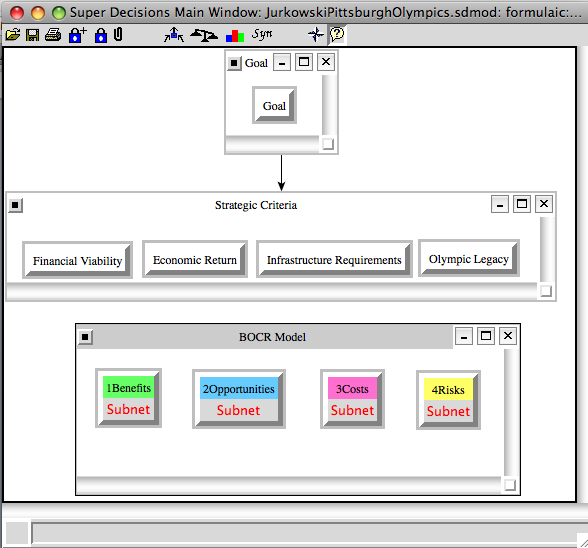 Super Decisions Main Window: JurkowskiPittsburghOlympics.sdmod: formulaic:...
Syn
Goal
Goal
Strategic Criteria
Financial Viability
Economic Return
Infrastructure Requirements
Olympic Legacy
BOCR Model
1Benefits
Subnet
2Opportunities
Subnet
3Costs
Subnet
4Risks
Subnet